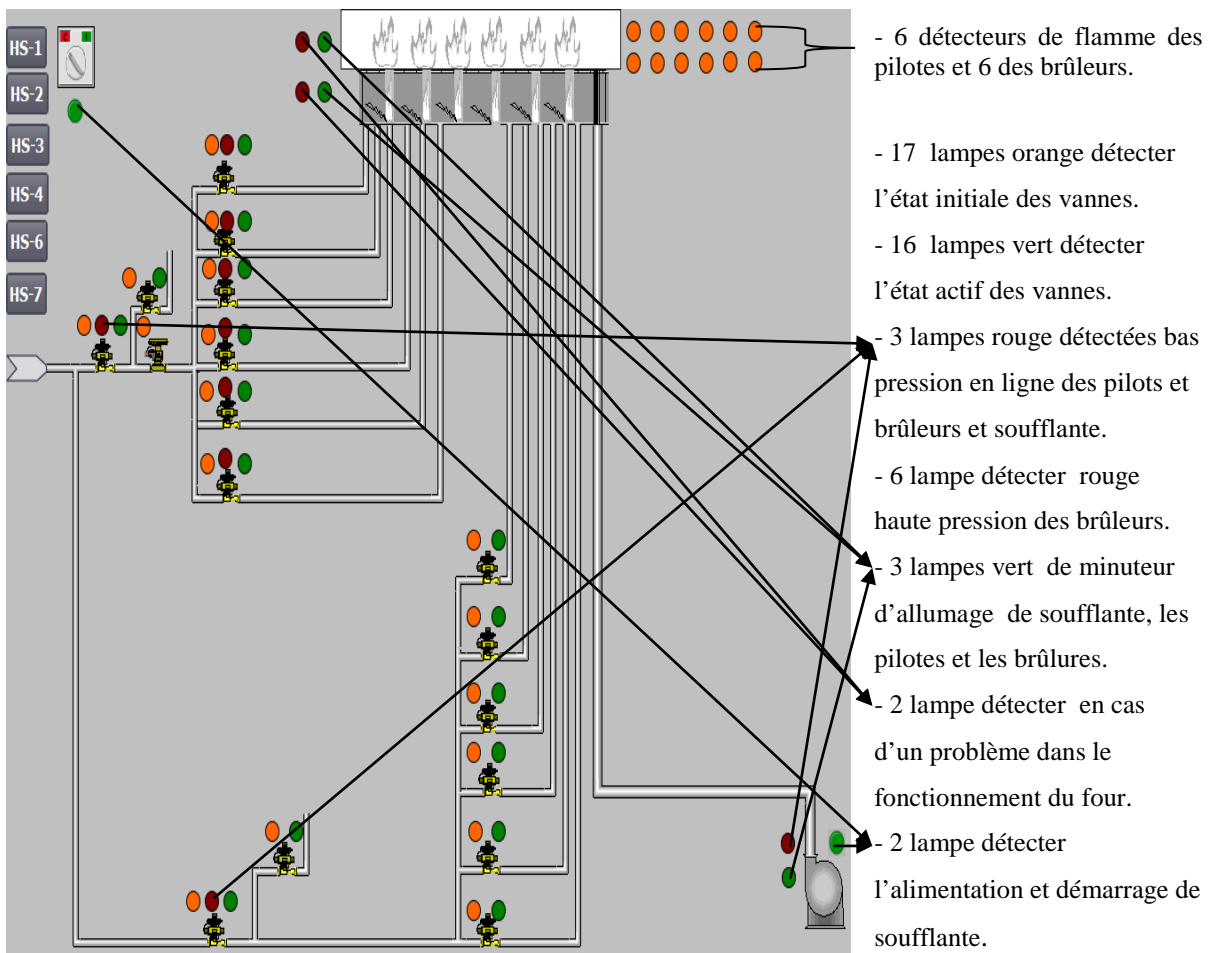 HS-1
HS-2
HS-3
HS-4
HS-6
HS-7
C I
- 6 détecteurs de flamme des
pilotes et 6 des brûleurs.
- 17 lampes orange détecter
l’état initiale des vannes.
- 16 lampes vert détecter
l’état actif des vannes.
- 3 lampes rouge détectées bas
pression en ligne des pilots et
brûleurs et soufflante.
- 6 lampe détecter rouge
haute pression des brûleurs.
- 3 lampes vert de minuteur
d’allumage de soufflante, les
pilotes et les brûlures.
- 2 lampe détecter en cas
d’un problème dans le
fonctionnement du four.
- 2 lampe détecter
l’alimentation et démarrage de
soufflante.